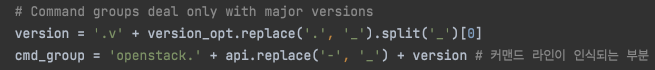 # Command groups deal only with major versions
version = '.v' + version_opt.replace('.', '_').split('_')[0]
cmd_group = 'openstack.' + api.replace('-', '_') + version # 커맨드 라인이 인식되는 부분